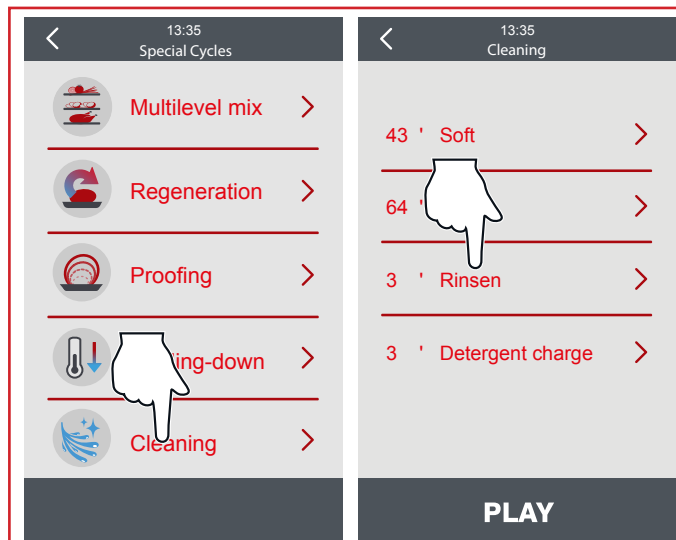 13:35
Special Cycles
Multilevel mix
Regeneration
Proofing
ing-down
Cleaning
13:35
Cleaning
43 ' Soft
64 '
3 ' Rinsen
3 ' Detergent charge
PLAY